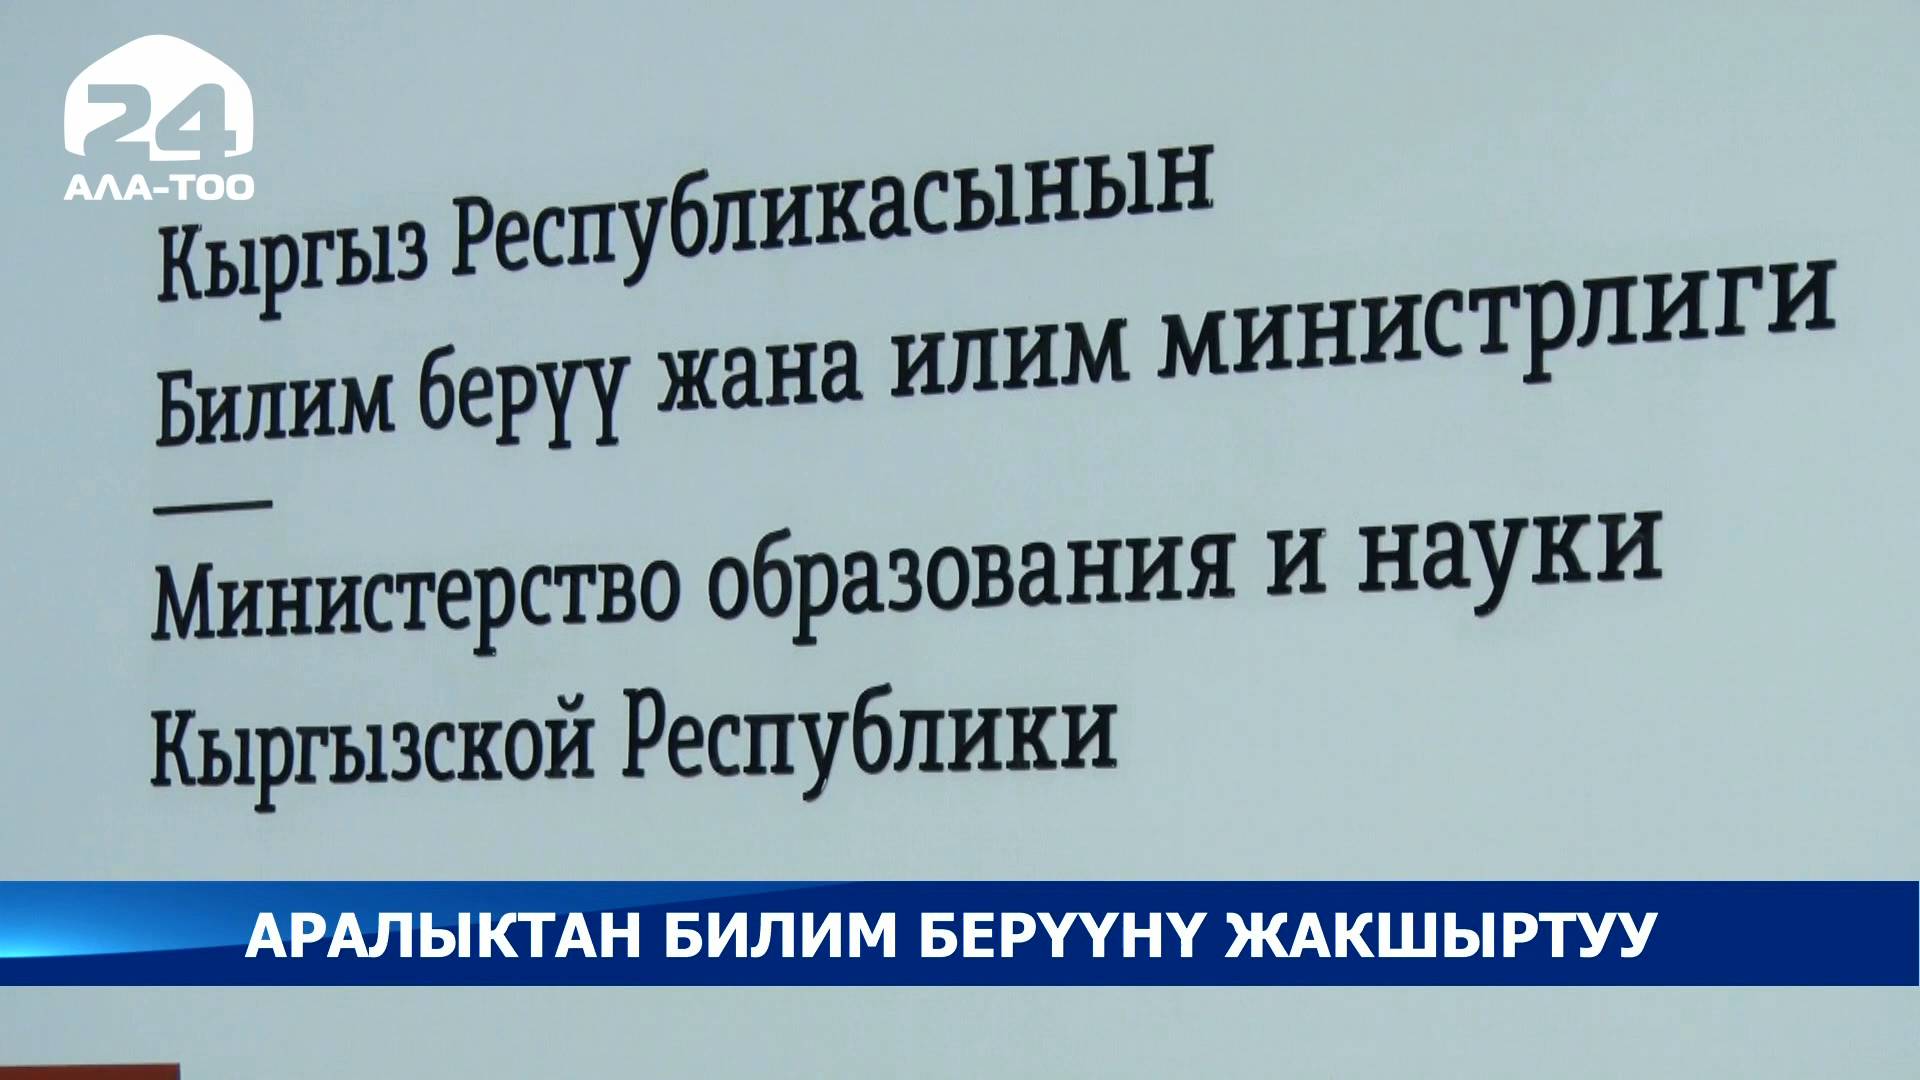 24
АЛА-ТОО
Кыргыз Республикасынын
Билим берүү жана илим министрлиги
Министерство образования и науки
Кыргызской Республики
АРАЛЫКТАН БИЛИМ БЕРҮҮНҮ ЖАКШЫРТУУ